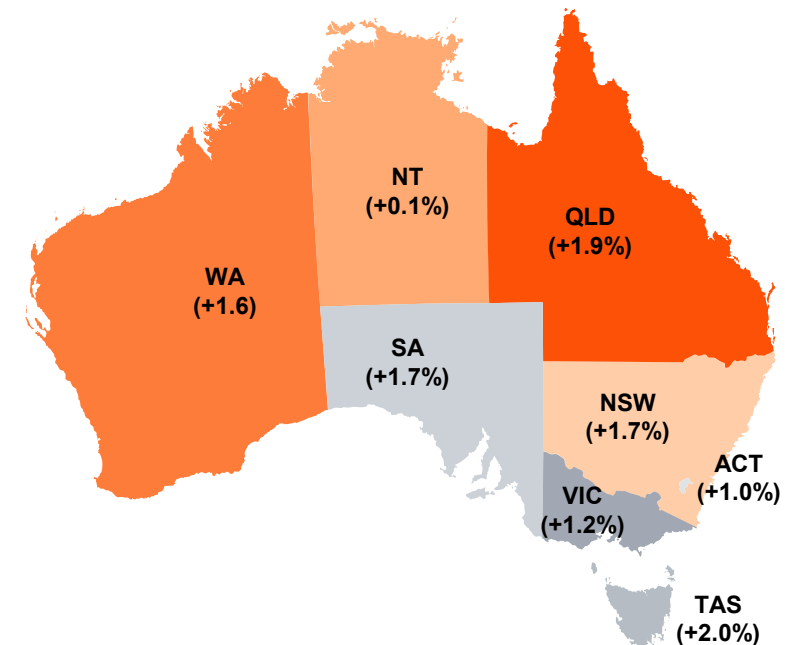 NT
(+0.1%)
QLD
(+1.9%)
WA
(+1.6)
SA
(+1.7%)
NSW
(+1.7%)
ACT
(+1.0%)
VIC
(+1.2%)
TAS
(+2.0%)